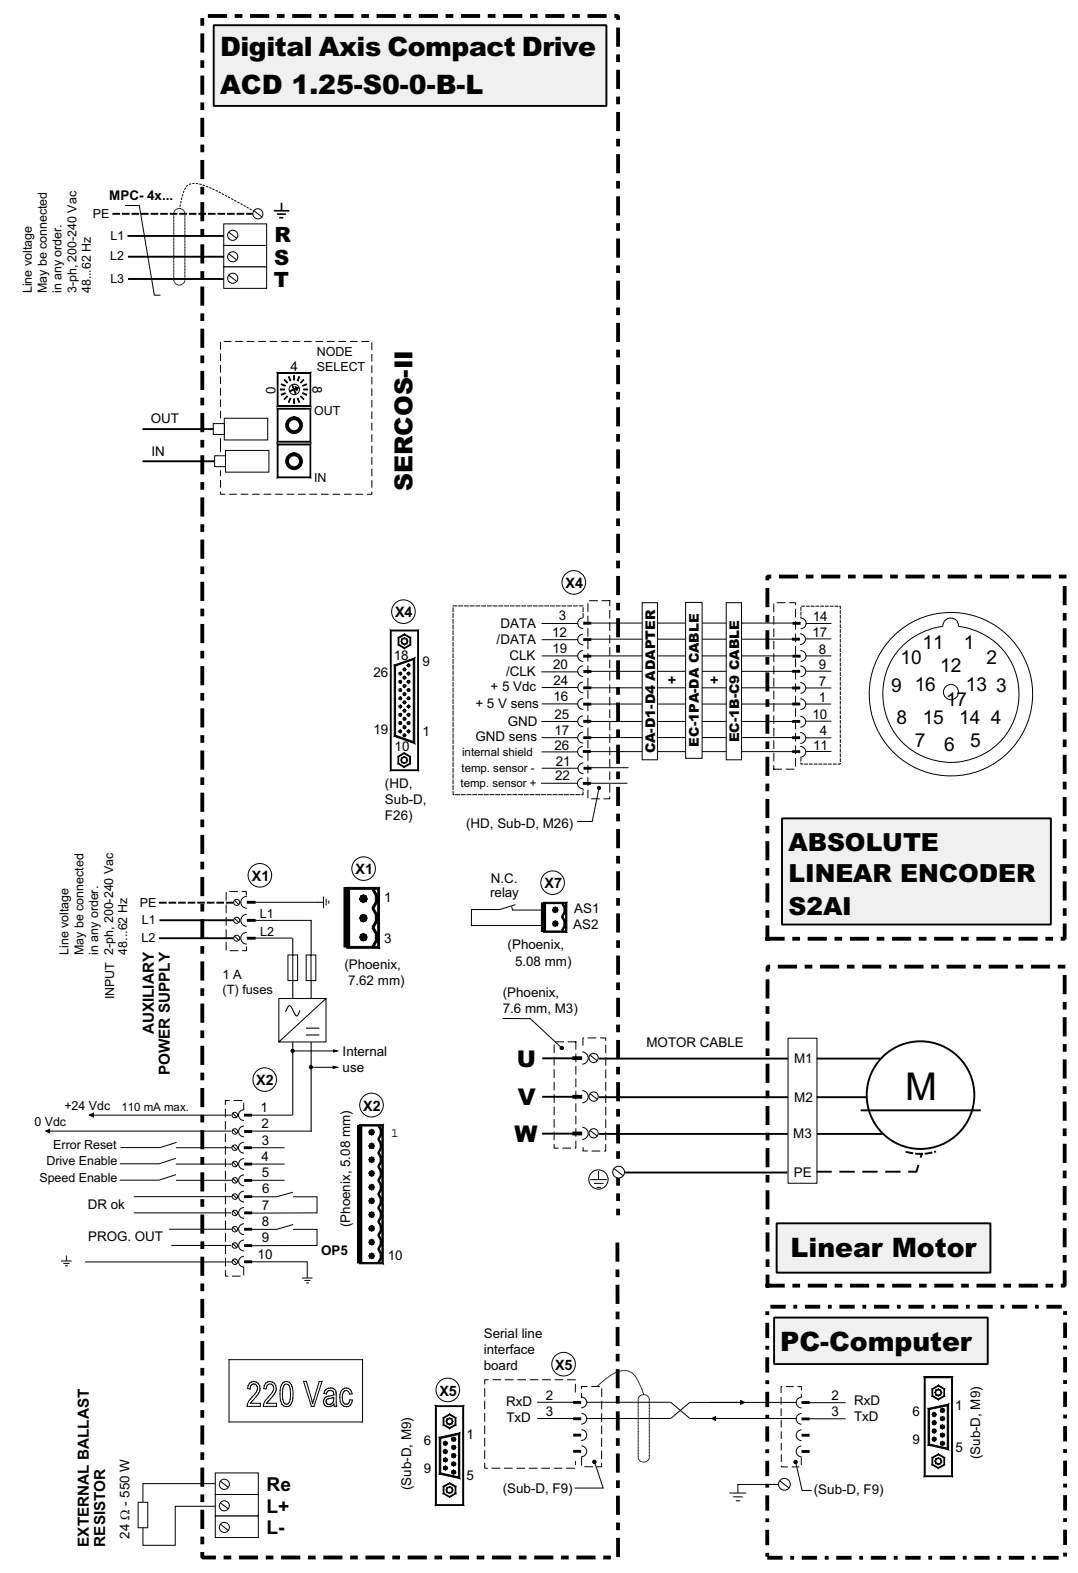 Digital Axis Compact Drive
ACD 1.25-S0-0-B-L
Line voltage
May be connected
in any order.
3-ph, 200-240 Vac
48...62 Hz
MPC- 4x...
PE
L1
R
L2
S
L3
T
NODE
SELECT
4
0
8
OUT
OUT
IN
IN
SERCOS-II
X4
18
9
26
19
1
10
(HD,
Sub-D,
F26)
X4
DATA 3
/DATA 12
CLK 19
/CLK 20
+ 5 Vdc 24
+ 5 V sens 16
GND 25
GND sens 17
internal shield 26
temp. sensor - 21
temp. sensor + 22
(HD, Sub-D, M26)
CA-D1-D4 ADAPTER
+
EC-1PA-DA CABLE
+
EC-1B-C9 CABLE
14
17
8
9
7
1
10
4
11
11 1
10 12 2
9 16 13 3
17
8 15 14 4
7 6 5
ABSOLUTE
LINEAR ENCODER
S2AI
Line voltage
May be connected
in any order.
INPUT 2-ph, 200-240 Vac
48...62 Hz
AUXILIARY
POWER SUPPLY
X1
PE
L1
L1
L2
L2
1 A
(T) fuses
X1
1
3
(Phoenix,
7.62 mm)
N.C.
relay
X7
AS1
AS2
(Phoenix,
5.08 mm)
Internal
use
(Phoenix,
7.6 mm, M3)
U
V
W
MOTOR CABLE
M1
M2
M3
PE
M
Linear Motor
X2
+24 Vdc 110 mA max. 1
0 Vdc 2
Error Reset 3
Drive Enable 4
Speed Enable 5
6
DR ok
7
8
PROG. OUT
9
10
OP5
X2
(Phoenix, 5.08 mm)
1
10
220 Vac
EXTERNAL BALLAST
RESISTOR
24 Ω - 550 W
Re
L+
L-
Serial line
interface
board
X5
X5
6
1
9
5
(Sub-D, M9)
RxD 2
TxD 3
(Sub-D, F9)
PC-Computer
2 RxD
3 TxD
(Sub-D, F9)
6
1
9
5
(Sub-D, M9)